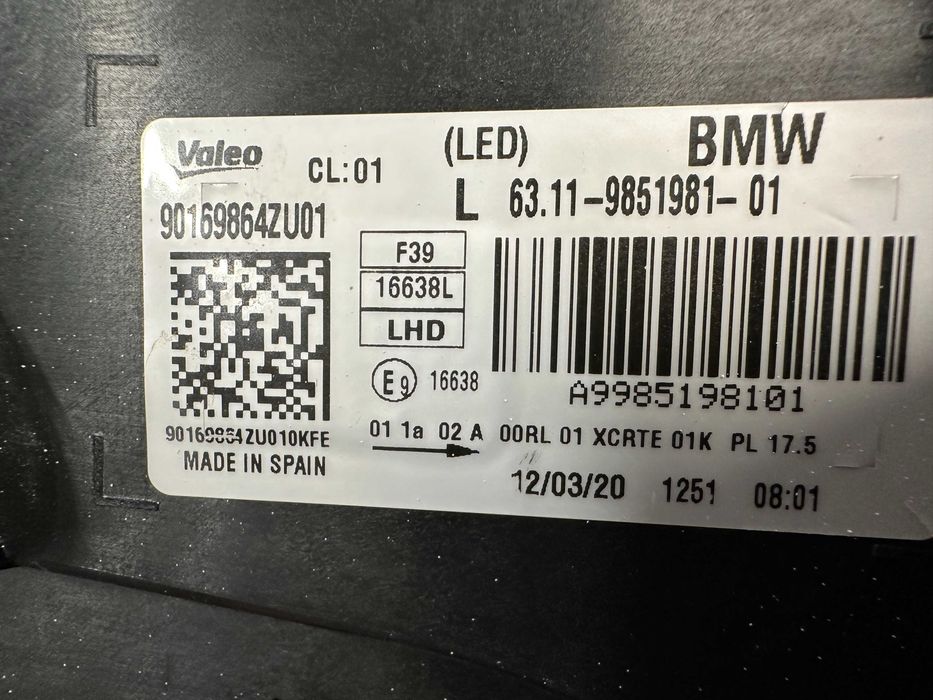 Valeo CL:01 (LED) BMW
90169864ZU01 L 63.11-9851981-01
F39
16638L
LHD
E9 16638
A9985198101
90169864ZU010KFE 01 1a 02 A 00RL 01 XCRTE 01K PL 17.5
MADE IN SPAIN
12/03/20 1251 08:01